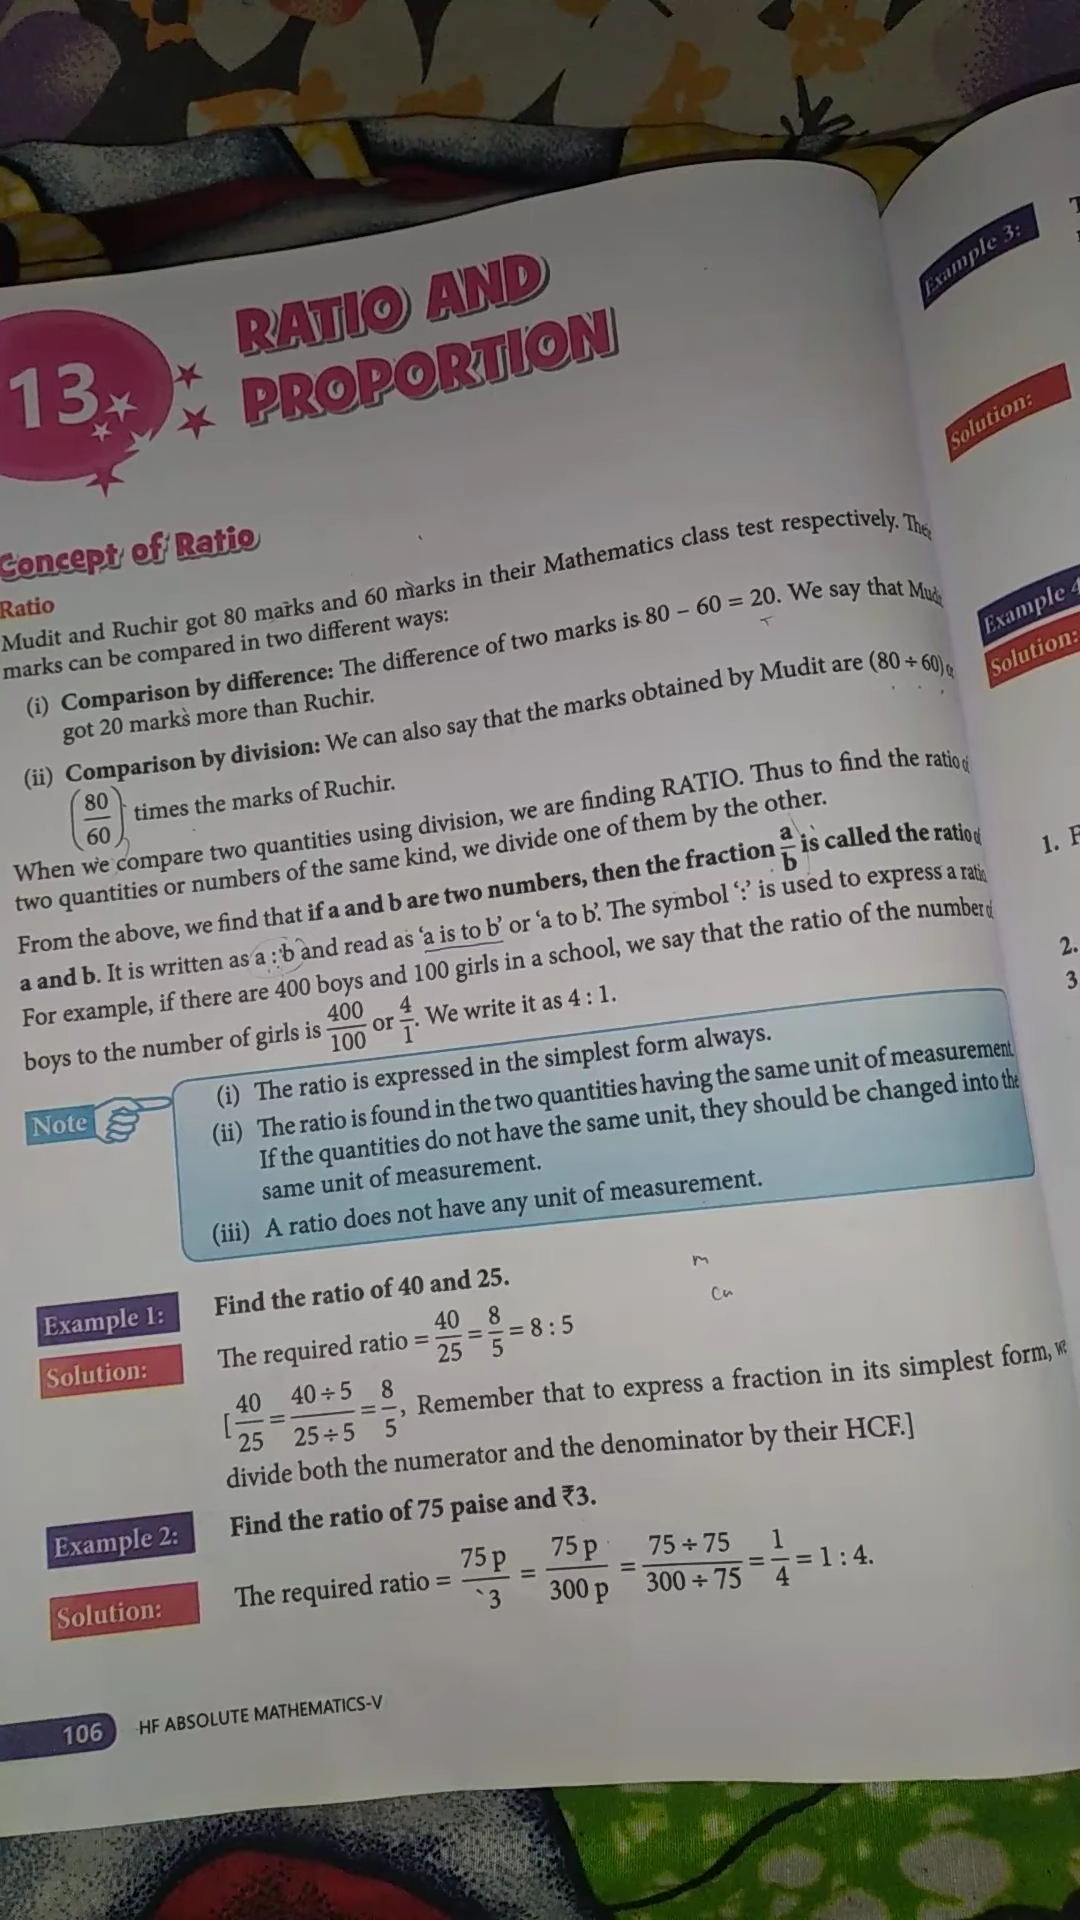 13
RATIO AND
PROPORTION
Concept of Ratio
Ratio
Mudit and Ruchir got 80 marks and 60 marks in their Mathematics class test respectively.
marks can be compared in two different ways:
(i) Comparison by difference: The difference of two marks is 80 – 60 = 20. We say that
got 20 marks more than Ruchir.
(ii) Comparison by division: We can also say that the marks obtained by Mudit are (80 ÷ 60)
(80/60) times the marks of Ruchir.
When we compare two quantities using division, we are finding RATIO. Thus to find the ratio
two quantities or numbers of the same kind, we divide one of them by the other.
From the above, we find that if a and b are two numbers, then the fraction a/b is called the ratio
a and b. It is written as a : b and read as ‘a is to b’ or ‘a to b’. The symbol ‘:’ is used to express a
For example, if there are 400 boys and 100 girls in a school, we say that the ratio of the number
boys to the number of girls is 400/100 or 4/1. We write it as 4 : 1.
Note
(i) The ratio is expressed in the simplest form always.
(ii) The ratio is found in the two quantities having the same unit of measurement
If the quantities do not have the same unit, they should be changed into the
same unit of measurement.
(iii) A ratio does not have any unit of measurement.
m
Example 1: Find the ratio of 40 and 25.
Solution: The required ratio = 40/25 = 8/5 = 8 : 5
[40/25 = 40 ÷ 5/25 ÷ 5 = 8/5, Remember that to express a fraction in its simplest form,
divide both the numerator and the denominator by their HCF.]
Example 2: Find the ratio of 75 paise and ₹3.
Solution: The required ratio = 75 p/`3 = 75 p/300 p = 75 ÷ 75/300 ÷ 75 = 1/4 = 1 : 4.
106 HF ABSOLUTE MATHEMATICS-V
Example 3:
Solution:
Example 4
Solution:
1.
2.
3